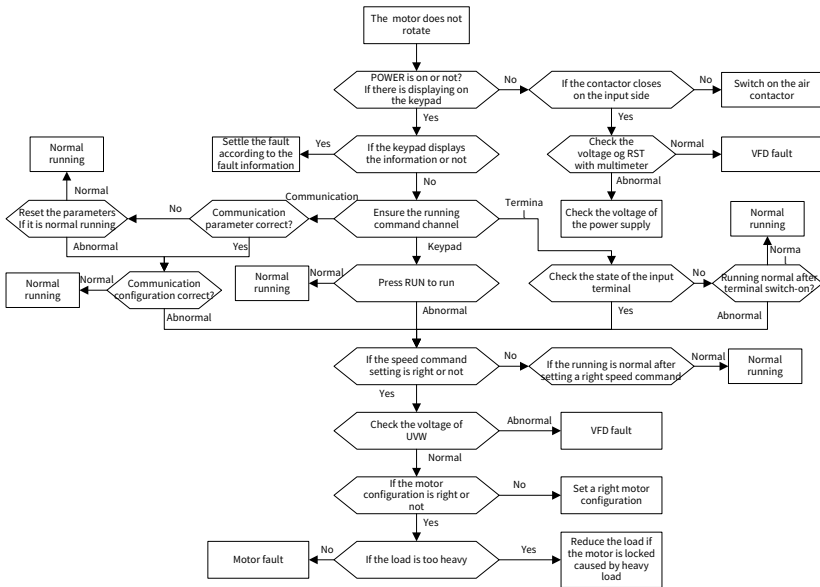 The motor does not
rotate
POWER is on or not?
If there is displaying on
the keypad
No
If the contactor closes
on the input side
No
Switch on the air
contactor
Yes
Yes
Settle the fault
according to the
fault information
Yes
If the keypad displays
the information or not
Check the
voltage og RST
with multimeter
Normal
VFD fault
Normal
running
Normal
No
Abnormal
Communication
Termina
Reset the parameters
If it is normal running
No
Communication
parameter correct?
Ensure the running
command channel
Check the voltage of
the power supply
Normal
running
Abnormal
Yes
Keypad
Norma
Normal
running
Normal
Communication
configuration correct?
Normal
running
Normal
Press RUN to run
Check the state of the input
terminal
No
Running normal after
terminal switch-on?
Abnormal
Abnormal
Yes
Abnormal
If the speed command
setting is right or not
No
If the running is normal after
setting a right speed command
Normal
Normal
running
Yes
Check the voltage of
UVW
Abnormal
VFD fault
Normal
If the motor
configuration is right or
not
No
Set a right motor
configuration
Yes
Motor fault
No
If the load is too heavy
Yes
Reduce the load if
the motor is locked
caused by heavy
load